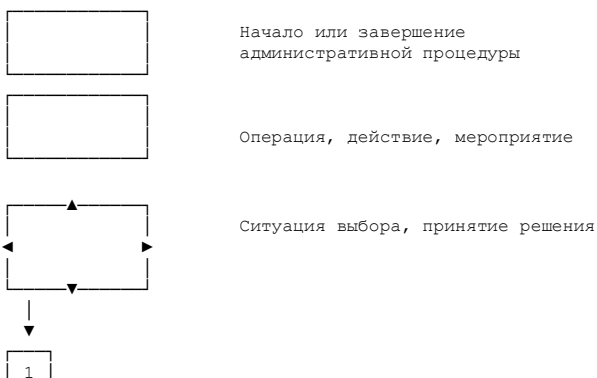 Начало или завершение
административной процедуры
Операция, действие, мероприятие
Ситуация выбора, принятие решения
1